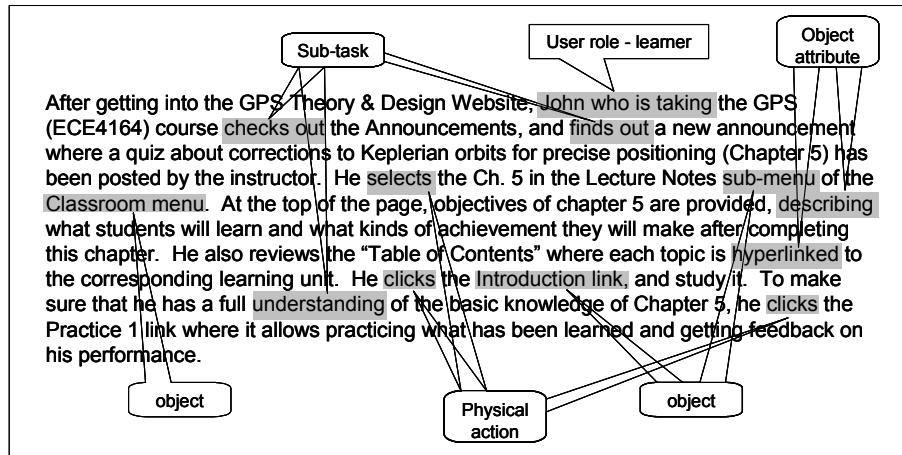 Sub-task
User role - learner
Object
attribute
After getting into the GPS Theory & Design Website, John who is taking the GPS
(ECE4164) course checks out the Announcements, and finds out a new announcement
where a quiz about corrections to Keplerian orbits for precise positioning (Chapter 5) has
been posted by the instructor. He selects the Ch. 5 in the Lecture Notes sub-menu of the
Classroom menu. At the top of the page, objectives of chapter 5 are provided, describing
what students will learn and what kinds of achievement they will make after completing
this chapter. He also reviews the “Table of Contents” where each topic is hyperlinked to
the corresponding learning unit. He clicks the Introduction link, and study it. To make
sure that he has a full understanding of the basic knowledge of Chapter 5, he clicks the
Practice 1 link where it allows practicing what has been learned and getting feedback on
his performance.
object
Physical
action
object